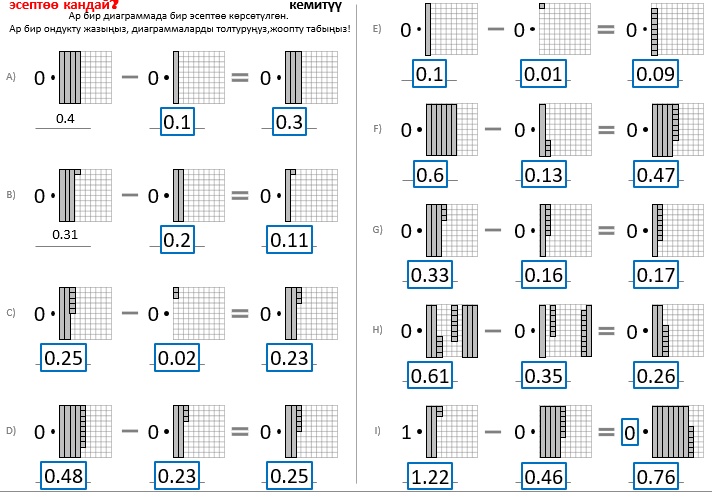 эсептөө кандай? кемитүү
Ар бир диаграммада бир эсептөө көрсөтүлгөн.
Ар бир ондукту жазыңыз, диаграммаларды толтуруңуз,жоопту табыңыз!
A) 0 • − 0 • = 0 •
0.4 0.1 0.3
B) 0 • − 0 • = 0 •
0.31 0.2 0.11
C) 0 • − 0 • = 0 •
0.25 0.02 0.23
D) 0 • − 0 • = 0 •
0.48 0.23 0.25
E) 0 • − 0 • = 0 •
0.1 0.01 0.09
F) 0 • − 0 • = 0 •
0.6 0.13 0.47
G) 0 • − 0 • = 0 •
0.33 0.16 0.17
H) 0 • − 0 • = 0 •
0.61 0.35 0.26
I) 1 • − 0 • = 0 •
1.22 0.46 0.76